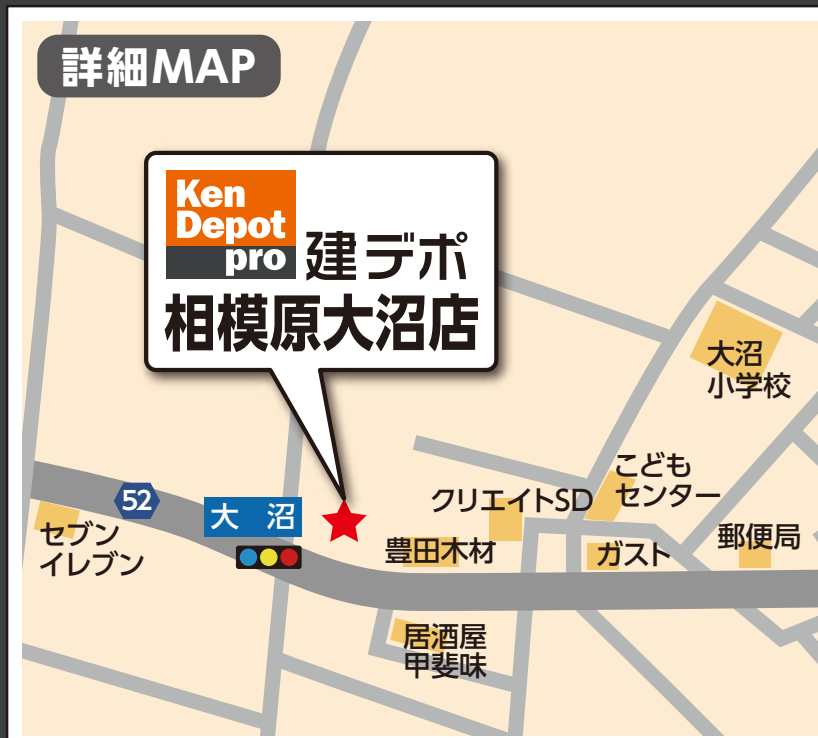 詳細MAP
Ken
Depot
pro
建デポ
相模原大沼店
大沼
小学校
こども
センター
クリエイトSD
52
大 沼
セブン
イレブン
豊田木材
ガスト
郵便局
居酒屋
甲斐味